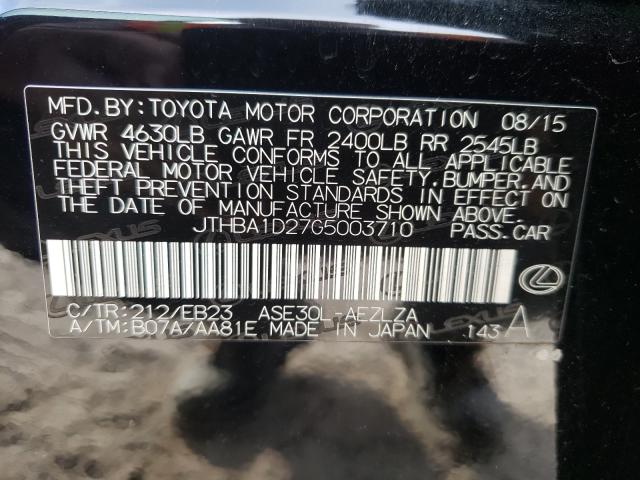 MFD. BY: TOYOTA MOTOR CORPORATION 08/15
GVWR 4630LB GAWR FR 2400LB RR 2545LB
THIS VEHICLE CONFORMS TO ALL APPLICABLE
FEDERAL MOTOR VEHICLE SAFETY, BUMPER, AND
THEFT PREVENTION STANDARDS IN EFFECT ON
THE DATE OF MANUFACTURE SHOWN ABOVE.
JTHBA1D27G5003710 PASS. CAR
C/TR: 212/EB23 ASE30L-AEZLZA
A/TM: B07A/AA81E MADE IN JAPAN 143 A